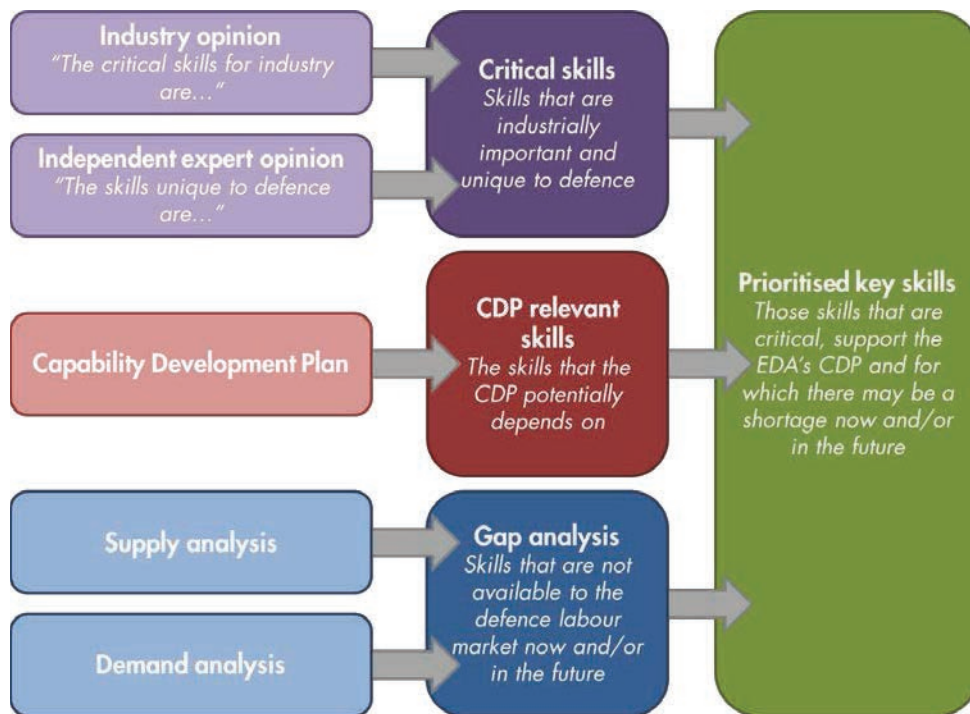 Industry opinion
“The critical skills for industry
are…”
Independent expert opinion
“The skills unique to defence
are…”
Critical skills
Skills that are
industrially
important and
unique to defence
Capability Development Plan
CDP relevant
skills
The skills that the
CDP potentially
depends on
Supply analysis
Demand analysis
Gap analysis
Skills that are not
available to the
defence labour
market now and/or
in the future
Prioritised key skills
Those skills that are
critical, support the
EDA’s CDP and for
which there may be a
shortage now and/or
in the future